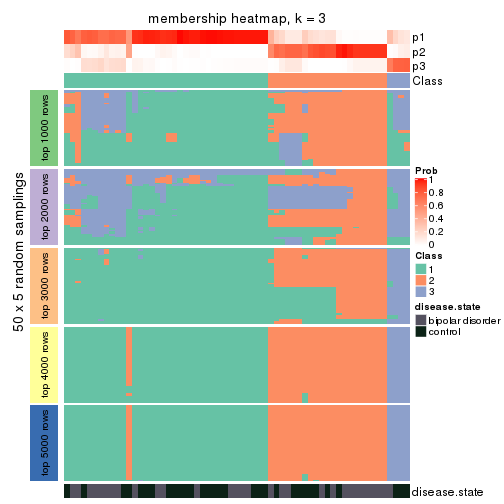 membership heatmap, k = 3
p1
p2
p3
Class
50 x 5 random samplings
top 1000 rows
top 2000 rows
top 3000 rows
top 4000 rows
top 5000 rows
Prob
1
0.8
0.6
0.4
0.2
0
Class
1
2
3
disease.state
bipolar disorder
control
disease.state